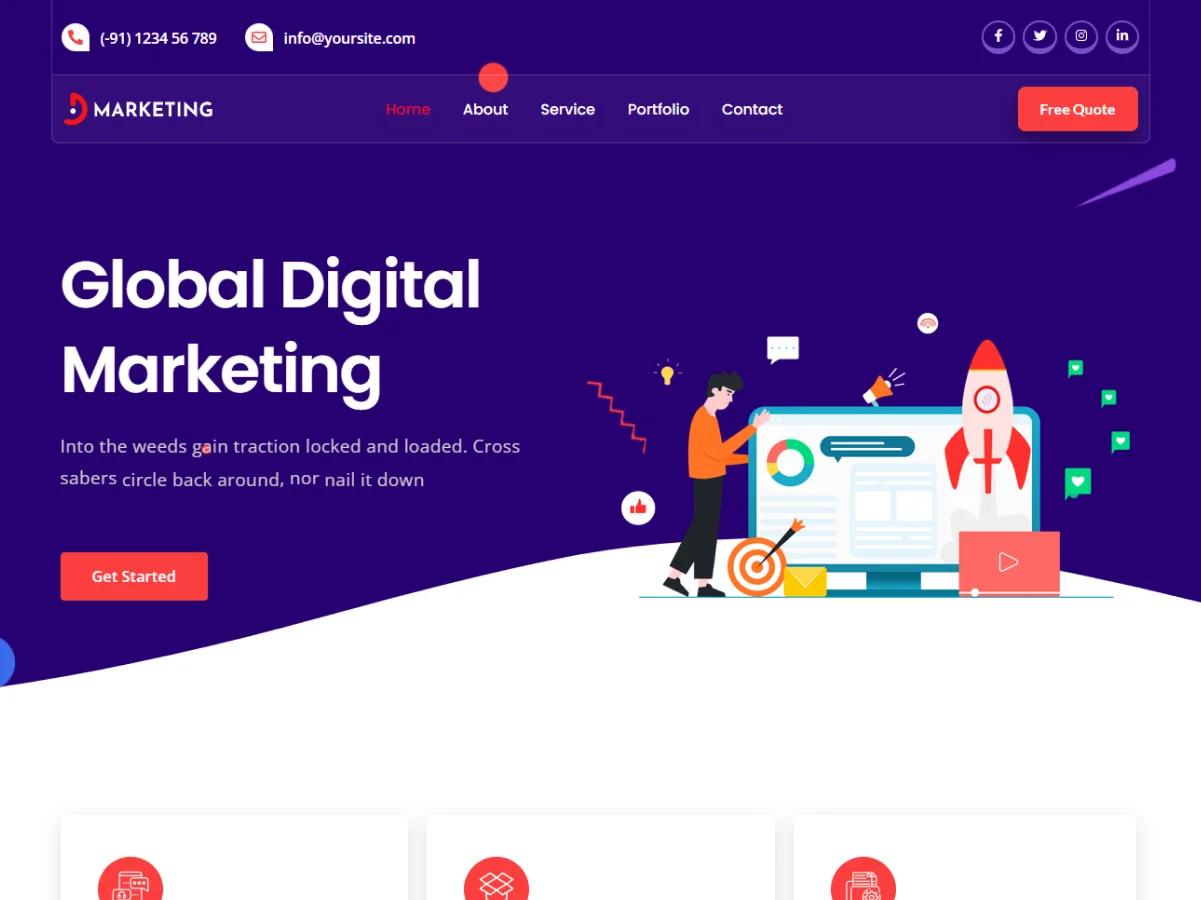 (-91) 1234 56 789
info@yoursite.com
MARKETING
Home
About
Service
Portfolio
Contact
Free Quote
Global Digital
Marketing
Into the weeds gain traction locked and loaded. Cross
sabers circle back around, nor nail it down
Get Started